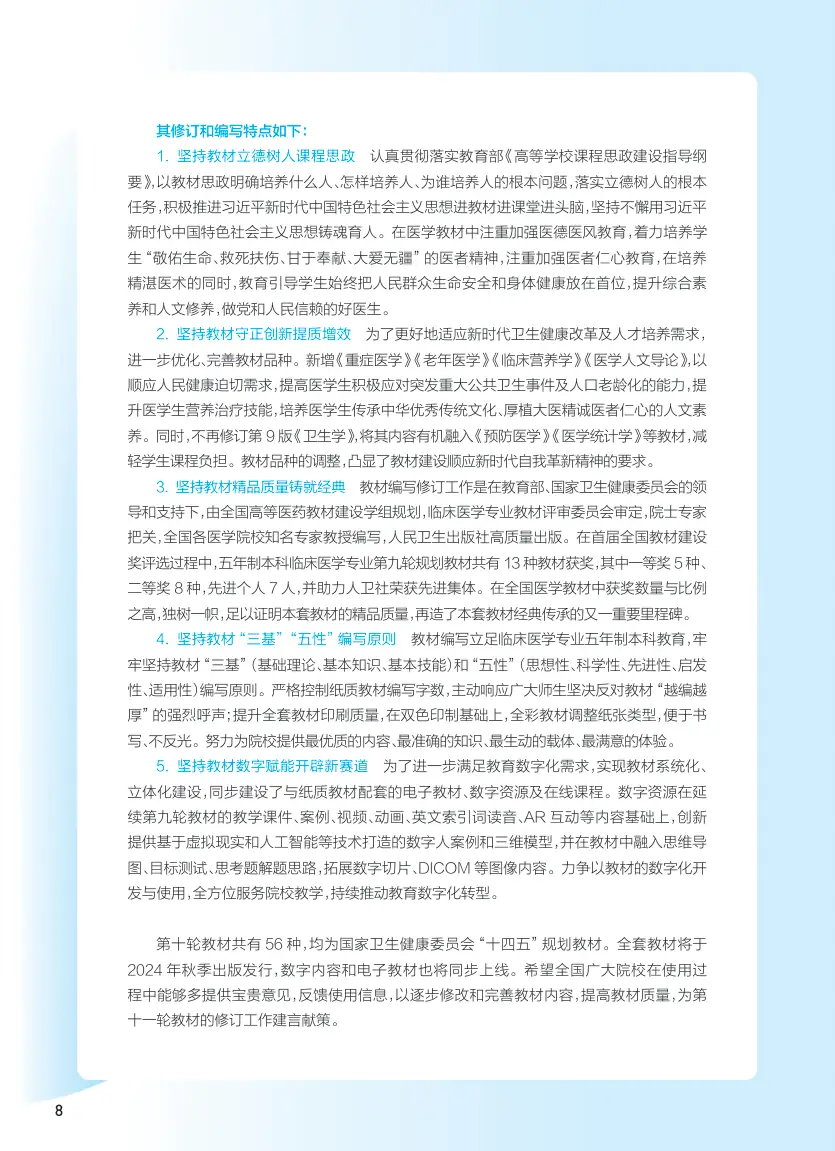 其修订和编写特点如下：
1. 坚持教材立德树人课程思政 认真贯彻落实教育部《高等学校课程思政建设指导纲
要》，以教材思政明确培养什么人、怎样培养人、为谁培养人的根本问题，落实立德树人的根本
任务，积极推进习近平新时代中国特色社会主义思想进教材进课堂进头脑，坚持不懈用习近平
新时代中国特色社会主义思想铸魂育人。在医学教材中注重加强医德医风教育，着力培养学
生“敬佑生命、救死扶伤、甘于奉献、大爱无疆”的医者精神，注重加强医者仁心教育，在培养
精湛医术的同时，教育引导学生始终把人民群众生命安全和身体健康放在首位，提升综合素
养和人文修养，做党和人民信赖的好医生。
2. 坚持教材守正创新提质增效 为了更好地适应新时代卫生健康改革及人才培养需求，
进一步优化、完善教材品种。新增《重症医学》《老年医学》《临床营养学》《医学人文导论》，以
顺应人民健康迫切需求，提高医学生积极应对突发重大公共卫生事件及人口老龄化的能力，提
升医学生营养治疗技能，培养医学生传承中华优秀传统文化、厚植大医精诚医者仁心的人文素
养。同时，不再修订第9版《卫生学》，将其内容有机融入《预防医学》《医学统计学》等教材，减
轻学生课程负担。教材品种的调整，凸显了教材建设顺应新时代自我革新精神的要求。
3. 坚持教材精品质量铸就经典 教材编写修订工作是在教育部、国家卫生健康委员会的领
导和支持下，由全国高等医药教材建设学组规划，临床医学专业教材评审委员会审定，院士专家
把关，全国各医学院校知名专家教授编写，人民卫生出版社高质量出版。在首届全国教材建设
奖评选过程中，五年制本科临床医学专业第九轮规划教材共有13种教材获奖，其中一等奖5种、
二等奖8种，先进个人7人，并助力人卫社荣获先进集体。在全国医学教材中获奖数量与比例
之高，独树一帜，足以证明本套教材的精品质量，再造了本套教材经典传承的又一重要里程碑。
4. 坚持教材“三基”“五性”编写原则 教材编写立足临床医学专业五年制本科教育，牢
牢坚持教材“三基”（基础理论、基本知识、基本技能）和“五性”（思想性、科学性、先进性、启发
性、适用性）编写原则。严格控制纸质教材编写字数，主动响应广大师生坚决反对教材“越编越
厚”的强烈呼声；提升全套教材印刷质量，在双色印制基础上，全彩教材调整纸张类型，便于书
写、不反光。努力为院校提供最优质的内容、最准确的知识、最生动的载体、最满意的体验。
5. 坚持教材数字赋能开辟新赛道 为了进一步满足教育数字化需求，实现教材系统化、
立体化建设，同步建设了与纸质教材配套的电子教材、数字资源及在线课程。数字资源在延
续第九轮教材的教学课件、案例、视频、动画、英文索引词读音、AR互动等内容基础上，创新
提供基于虚拟现实和人工智能等技术打造的数字人案例和三维模型，并在教材中融入思维导
图、目标测试、思考题解题思路，拓展数字切片、DICOM等图像内容。力争以教材的数字化开
发与使用，全方位服务院校教学，持续推动教育数字化转型。
第十轮教材共有56种，均为国家卫生健康委员会“十四五”规划教材。全套教材将于
2024年秋季出版发行，数字内容和电子教材也将同步上线。希望全国广大院校在使用过
程中能够多提供宝贵意见，反馈使用信息，以逐步修改和完善教材内容，提高教材质量，为第
十一轮教材的修订工作建言献策。
8